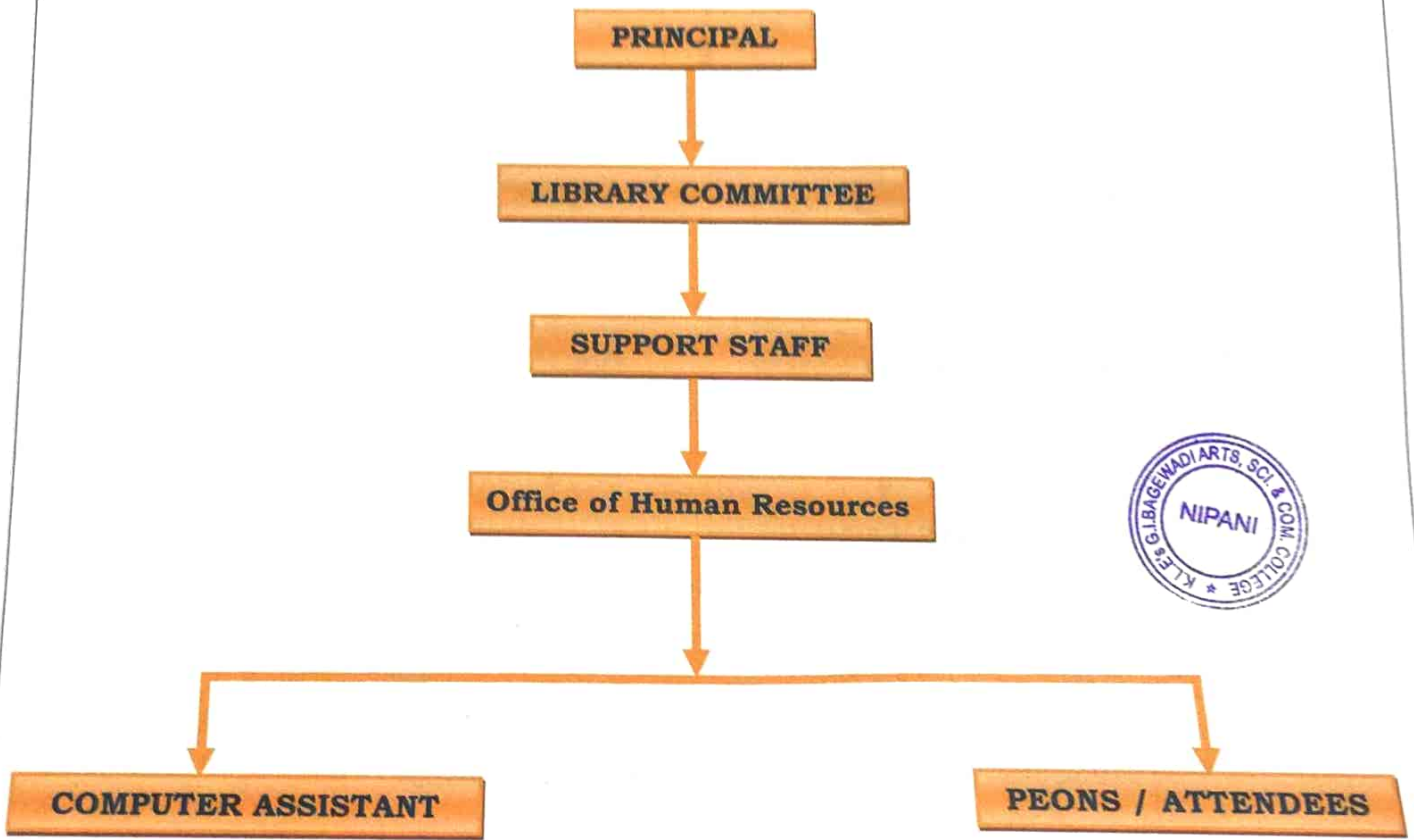 PRINCIPAL
LIBRARY COMMITTEE
SUPPORT STAFF
Office of Human Resources
K.L.E's G.I.BAGEWADI ARTS, SCI. & COM. COLLEGE *
NIPANI
COMPUTER ASSISTANT
PEONS / ATTENDEES